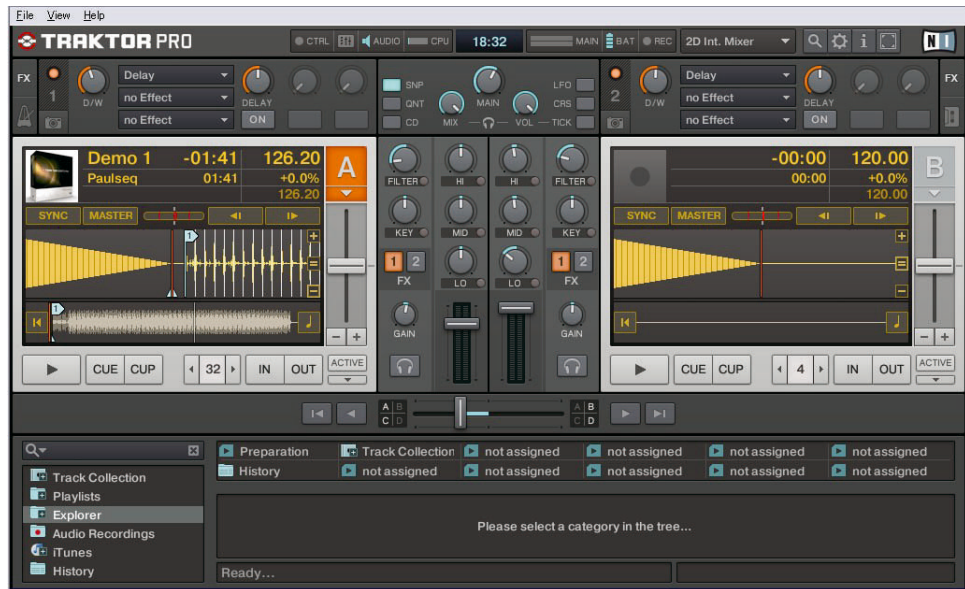 File View Help
TRAKTOR PRO CTRL AUDIO CPU 18:32 MAIN BAT REC 2D Int. Mixer i NI
FX 1 D/W Delay no Effect no Effect DELAY ON
SNP QNT CD MIX MAIN VOL LFO CRS TICK
2 D/W Delay no Effect no Effect DELAY ON FX
Demo 1 -01:41 126.20 A
Paulseq 01:41 +0.0%
126.20
SYNC MASTER
1
1
CUE CUP 32 IN OUT ACTIVE
FILTER HI HI FILTER
KEY MID MID KEY
1 2 FX LO LO 1 2 FX
GAIN GAIN
-00:00 120.00 B
00:00 +0.0%
120.00
SYNC MASTER
CUE CUP 4 IN OUT ACTIVE
A B C D A B C D
Track Collection
Playlists
Explorer
Audio Recordings
iTunes
History
Preparation Track Collection not assigned not assigned not assigned not assigned
History not assigned not assigned not assigned not assigned not assigned
Please select a category in the tree...
Ready...